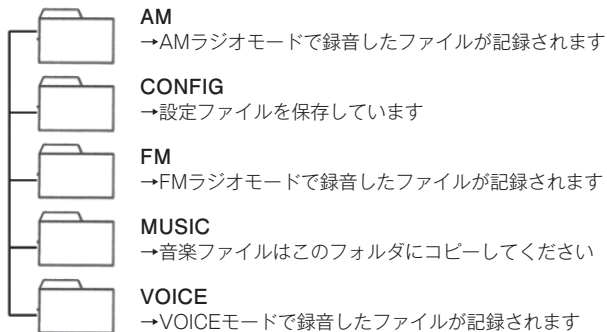 AM
→AMラジオモードで録音したファイルが記録されます
CONFIG
→設定ファイルを保存しています
FM
→FMラジオモードで録音したファイルが記録されます
MUSIC
→音楽ファイルはこのフォルダにコピーしてください
VOICE
→VOICEモードで録音したファイルが記録されます